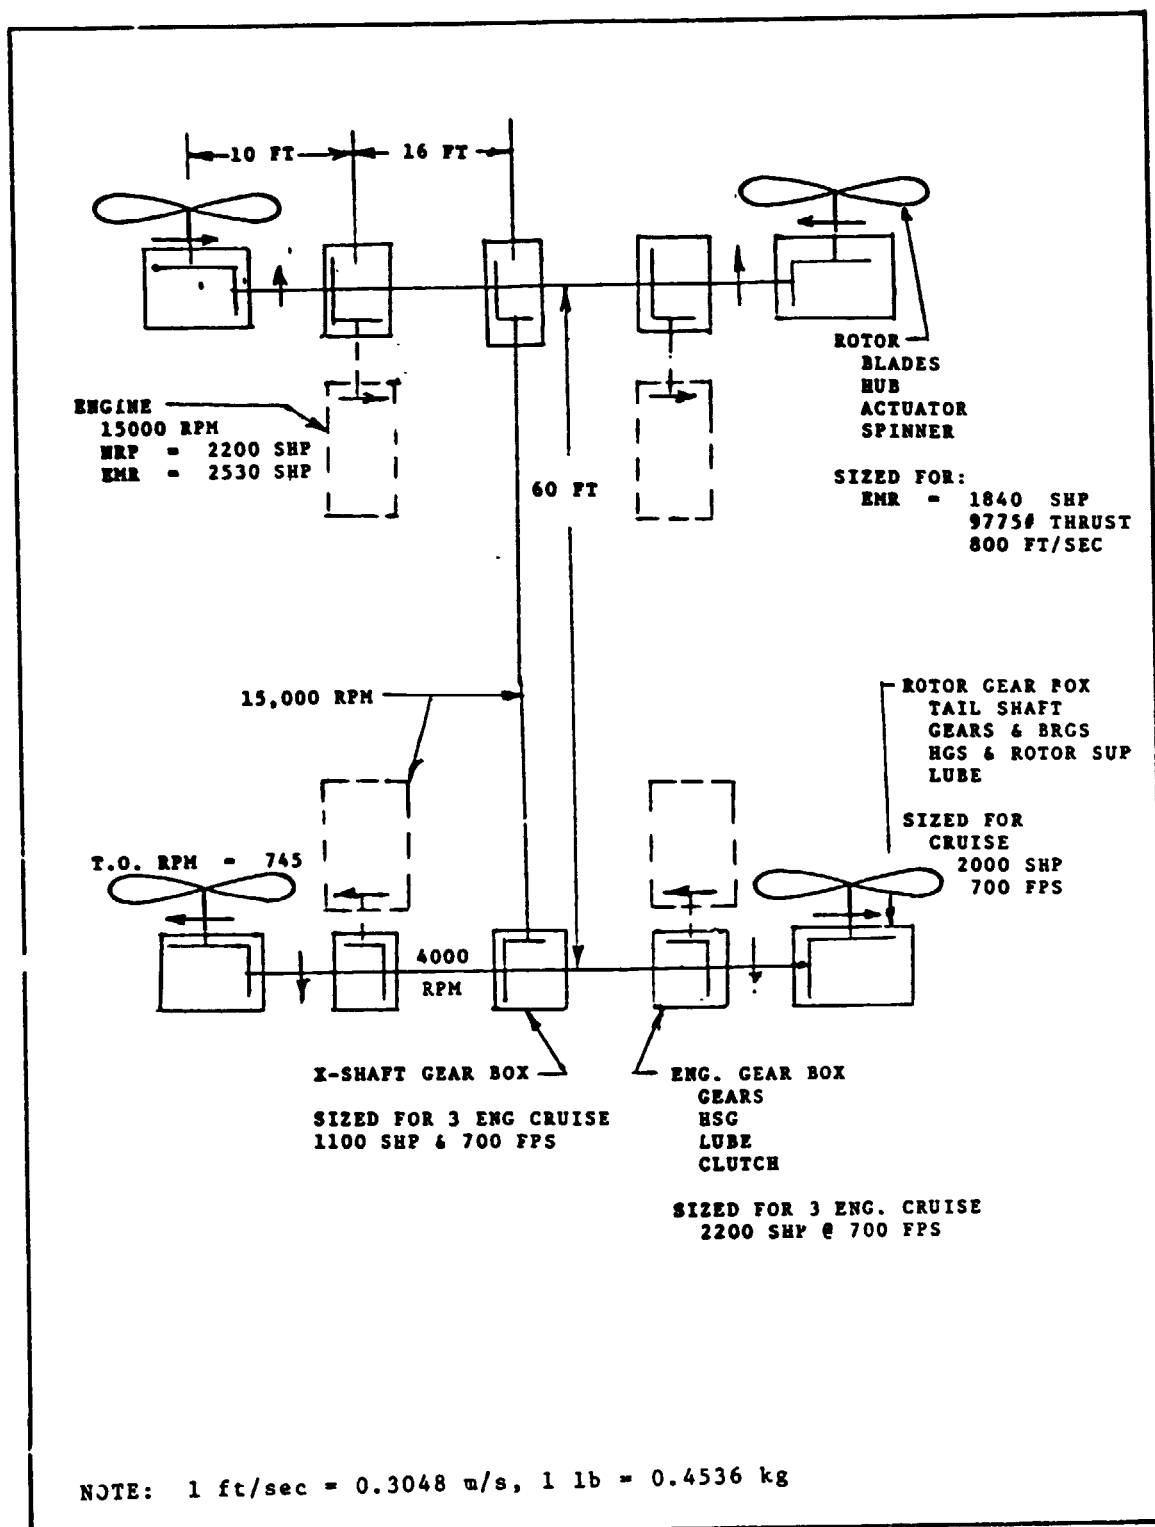 10 FT
16 FT
ROTOR
BLADES
HUB
ACTUATOR
SPINNER
ENGINE
15000 RPM
NRP = 2200 SHP
EMR = 2530 SHP
60 FT
SIZED FOR:
EMR = 1840 SHP
9775# THRUST
800 FT/SEC
15,000 RPM
ROTOR GEAR BOX
TAIL SHAFT
GEARS & BRGS
HGS & ROTOR SUP
LUBE
SIZED FOR
CRUISE
2000 SHP
700 FPS
T.O. RPM = 745
4000
RPM
X-SHAFT GEAR BOX
SIZED FOR 3 ENG CRUISE
1100 SHP & 700 FPS
ENG. GEAR BOX
GEARS
HSG
LUBE
CLUTCH
SIZED FOR 3 ENG. CRUISE
2200 SHP @ 700 FPS
NOTE: 1 ft/sec = 0.3048 m/s, 1 lb = 0.4536 kg